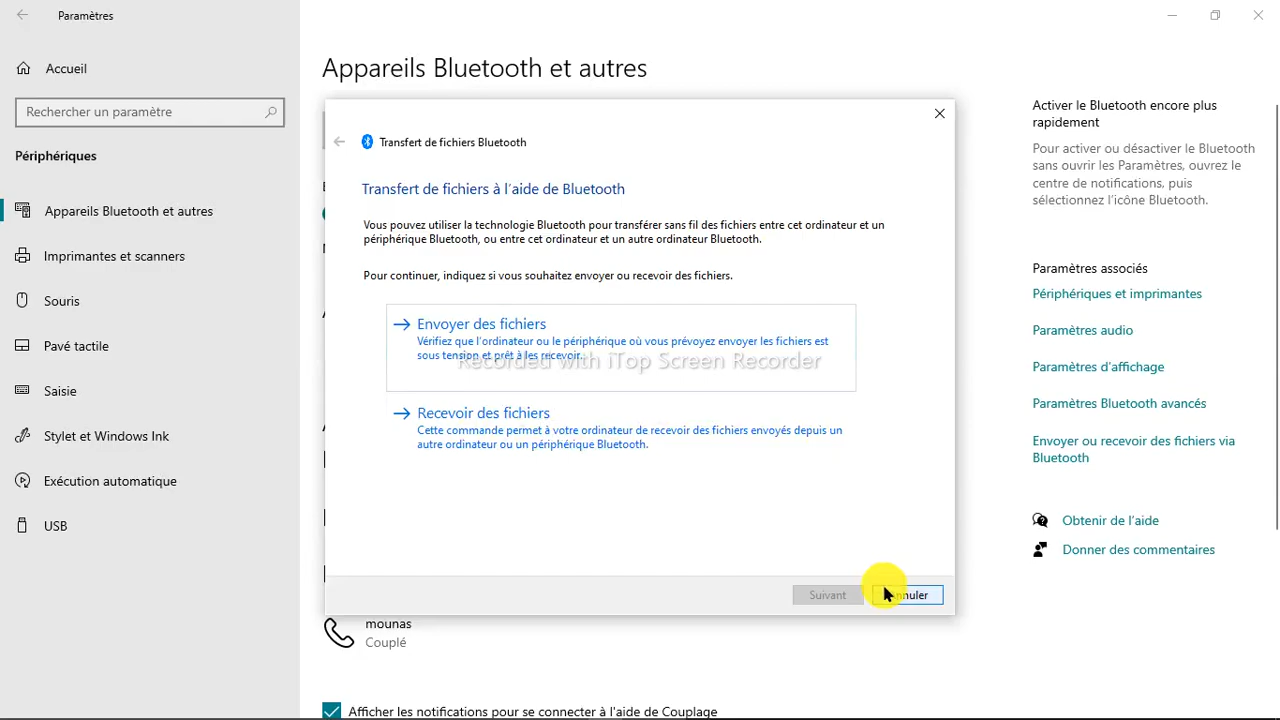 Paramètres
Accueil
Rechercher un paramètre
Périphériques
Appareils Bluetooth et autres
Imprimantes et scanners
Souris
Pavé tactile
Saisie
Stylet et Windows Ink
Exécution automatique
USB
Appareils Bluetooth et autres
Transfert de fichiers Bluetooth
Transfert de fichiers à l'aide de Bluetooth
Vous pouvez utiliser la technologie Bluetooth pour transférer sans fil des fichiers entre cet ordinateur et un
périphérique Bluetooth, ou entre cet ordinateur et un autre ordinateur Bluetooth.
Pour continuer, indiquez si vous souhaitez envoyer ou recevoir des fichiers.
Envoyer des fichiers
Vérifiez que l'ordinateur ou le périphérique où vous prévoyez envoyer les fichiers est
sous tension et prêt à les recevoir.
Recorded with iTop Screen Recorder
Recevoir des fichiers
Cette commande permet à votre ordinateur de recevoir des fichiers envoyés depuis un
autre ordinateur ou un périphérique Bluetooth.
Suivant
Annuler
mounas
Couplé
Afficher les notifications pour se connecter à l'aide de Couplage
Activer le Bluetooth encore plus
rapidement
Pour activer ou désactiver le Bluetooth
sans ouvrir les Paramètres, ouvrez le
centre de notifications, puis
sélectionnez l'icône Bluetooth.
Paramètres associés
Périphériques et imprimantes
Paramètres audio
Paramètres d'affichage
Paramètres Bluetooth avancés
Envoyer ou recevoir des fichiers via
Bluetooth
Obtenir de l'aide
Donner des commentaires